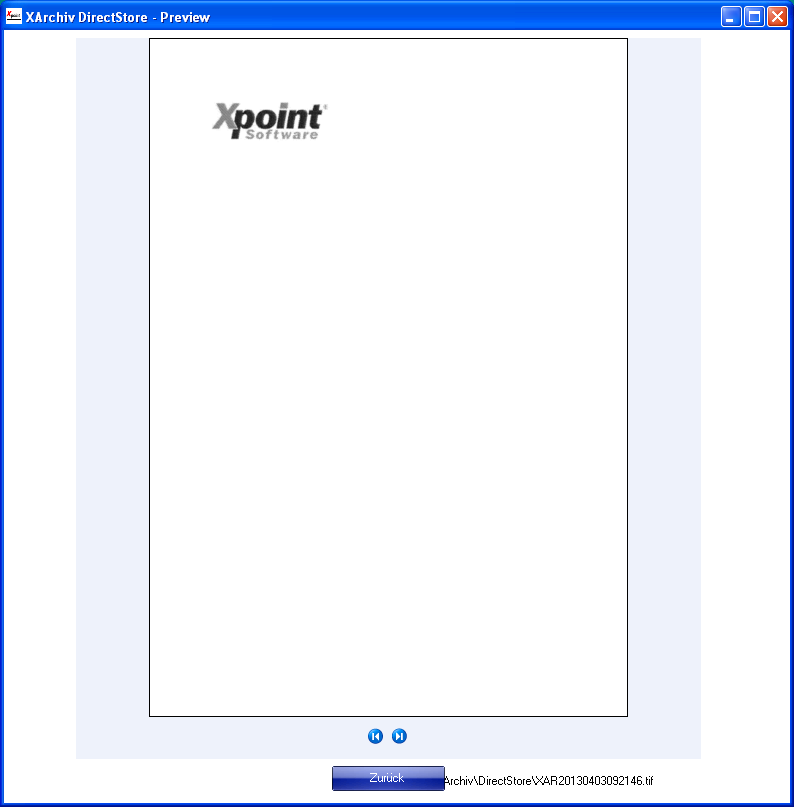 XArchiv DirectStore - Preview
Xpoint®
Software
Zurück
Archiv\DirectStore\XAR20130403092146.tif